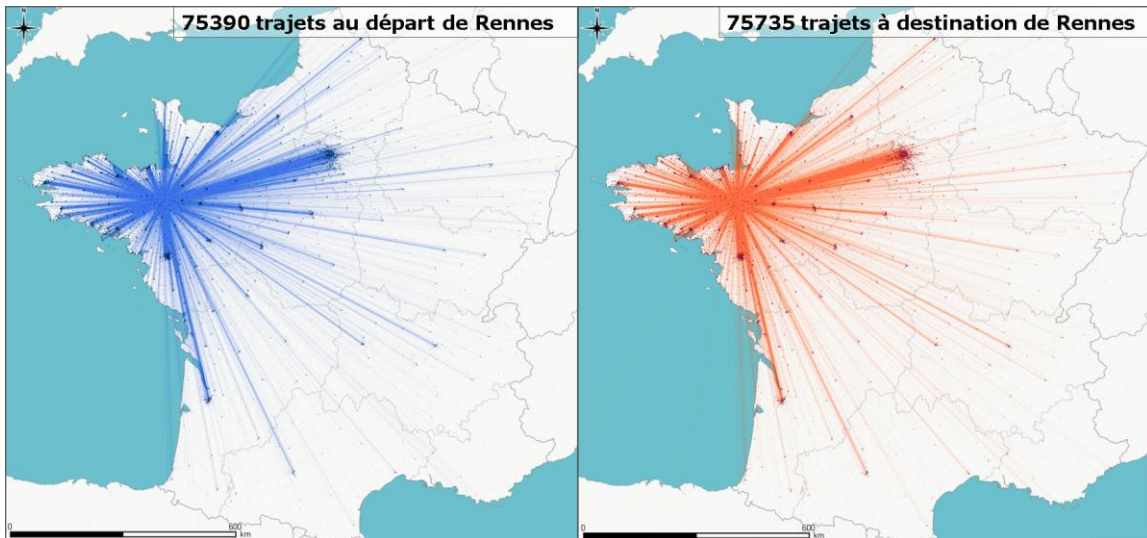 75390 trajets au départ de Rennes
N
0
600
km
75735 trajets à destination de Rennes
N
0
600
km